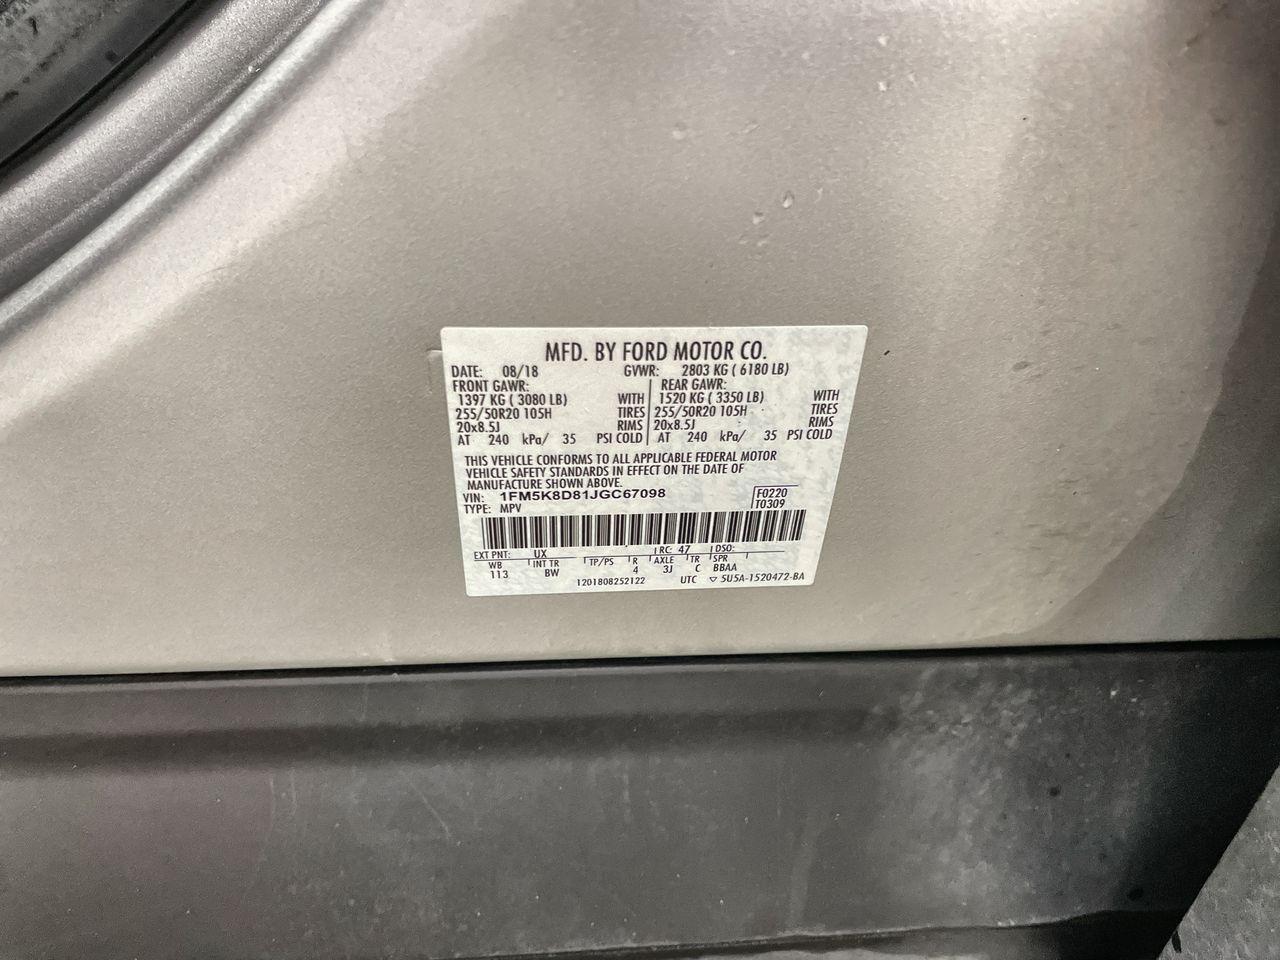 MFD. BY FORD MOTOR CO.
DATE: 08/18 GVWR: 2803 KG ( 6180 LB)
FRONT GAWR: REAR GAWR:
1397 KG ( 3080 LB) WITH 1520 KG ( 3350 LB) WITH
255/50R20 105H TIRES 255/50R20 105H TIRES
20x8.5J RIMS 20x8.5J RIMS
AT 240 kPa/ 35 PSI COLD AT 240 kPa/ 35 PSI COLD
THIS VEHICLE CONFORMS TO ALL APPLICABLE FEDERAL MOTOR
VEHICLE SAFETY STANDARDS IN EFFECT ON THE DATE OF
MANUFACTURE SHOWN ABOVE.
VIN: 1FM5K8D81JGC67098 F0220
TYPE: MPV T0309
EXT PNT: UX RC: 47 DSO:
WB INT TR TP/PS R AXLE TR SPR
113 BW 4 3J C BBAA
1201808252122 UTC ▽ 5U5A-1520472-BA